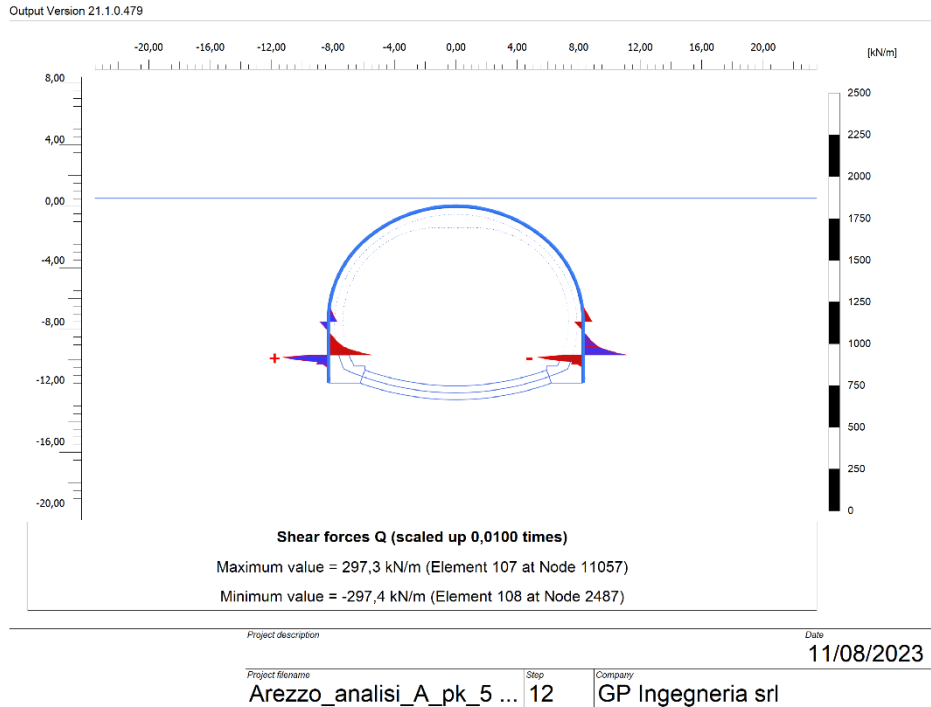 Output Version 21.1.0.479
-20,00 -16,00 -12,00 -8,00 -4,00 0,00 4,00 8,00 12,00 16,00 20,00
[kN/m]
8,00
4,00
0,00
-4,00
-8,00
-12,00
-16,00
-20,00
2500
2250
2000
1750
1500
1250
1000
750
500
250
0
+
-
Shear forces Q (scaled up 0,0100 times)
Maximum value = 297,3 kN/m (Element 107 at Node 11057)
Minimum value = -297,4 kN/m (Element 108 at Node 2487)
Project description
Date
11/08/2023
Project filename
Step
Company
Arezzo_analisi_A_pk_5 ... 12 GP Ingegneria srl